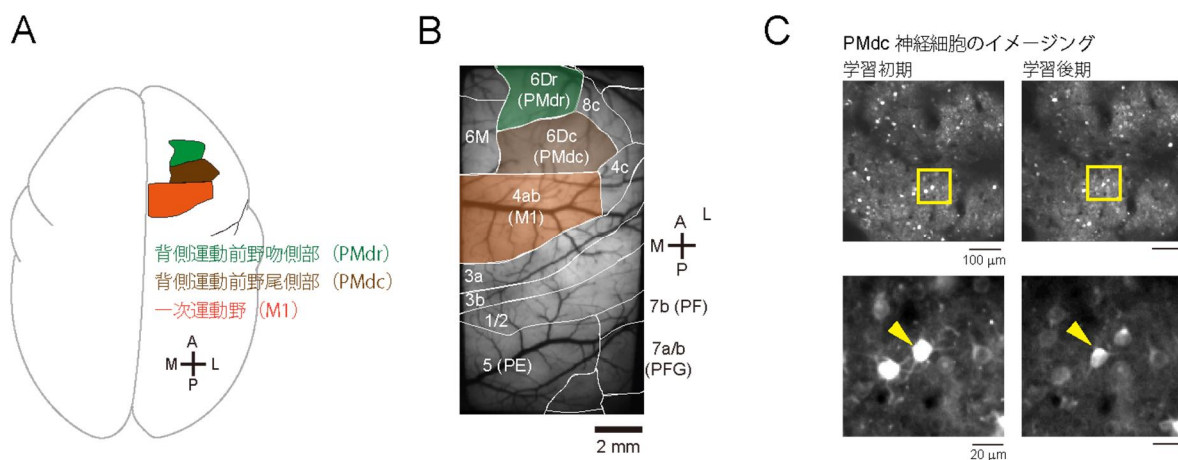 A
背側運動前野吻側部（PMdr）
背側運動前野尾側部（PMdc）
一次運動野（M1）
A
M
L
P
B
6Dr
(PMdr)
8c
6M
6Dc
(PMdc)
4c
4ab
(M1)
3a
3b
1/2
5 (PE)
7b (PF)
7a/b
(PFG)
L
A
M
P
2 mm
C
PMdc 神経細胞のイメージング
学習初期
学習後期
100 μm
20 μm